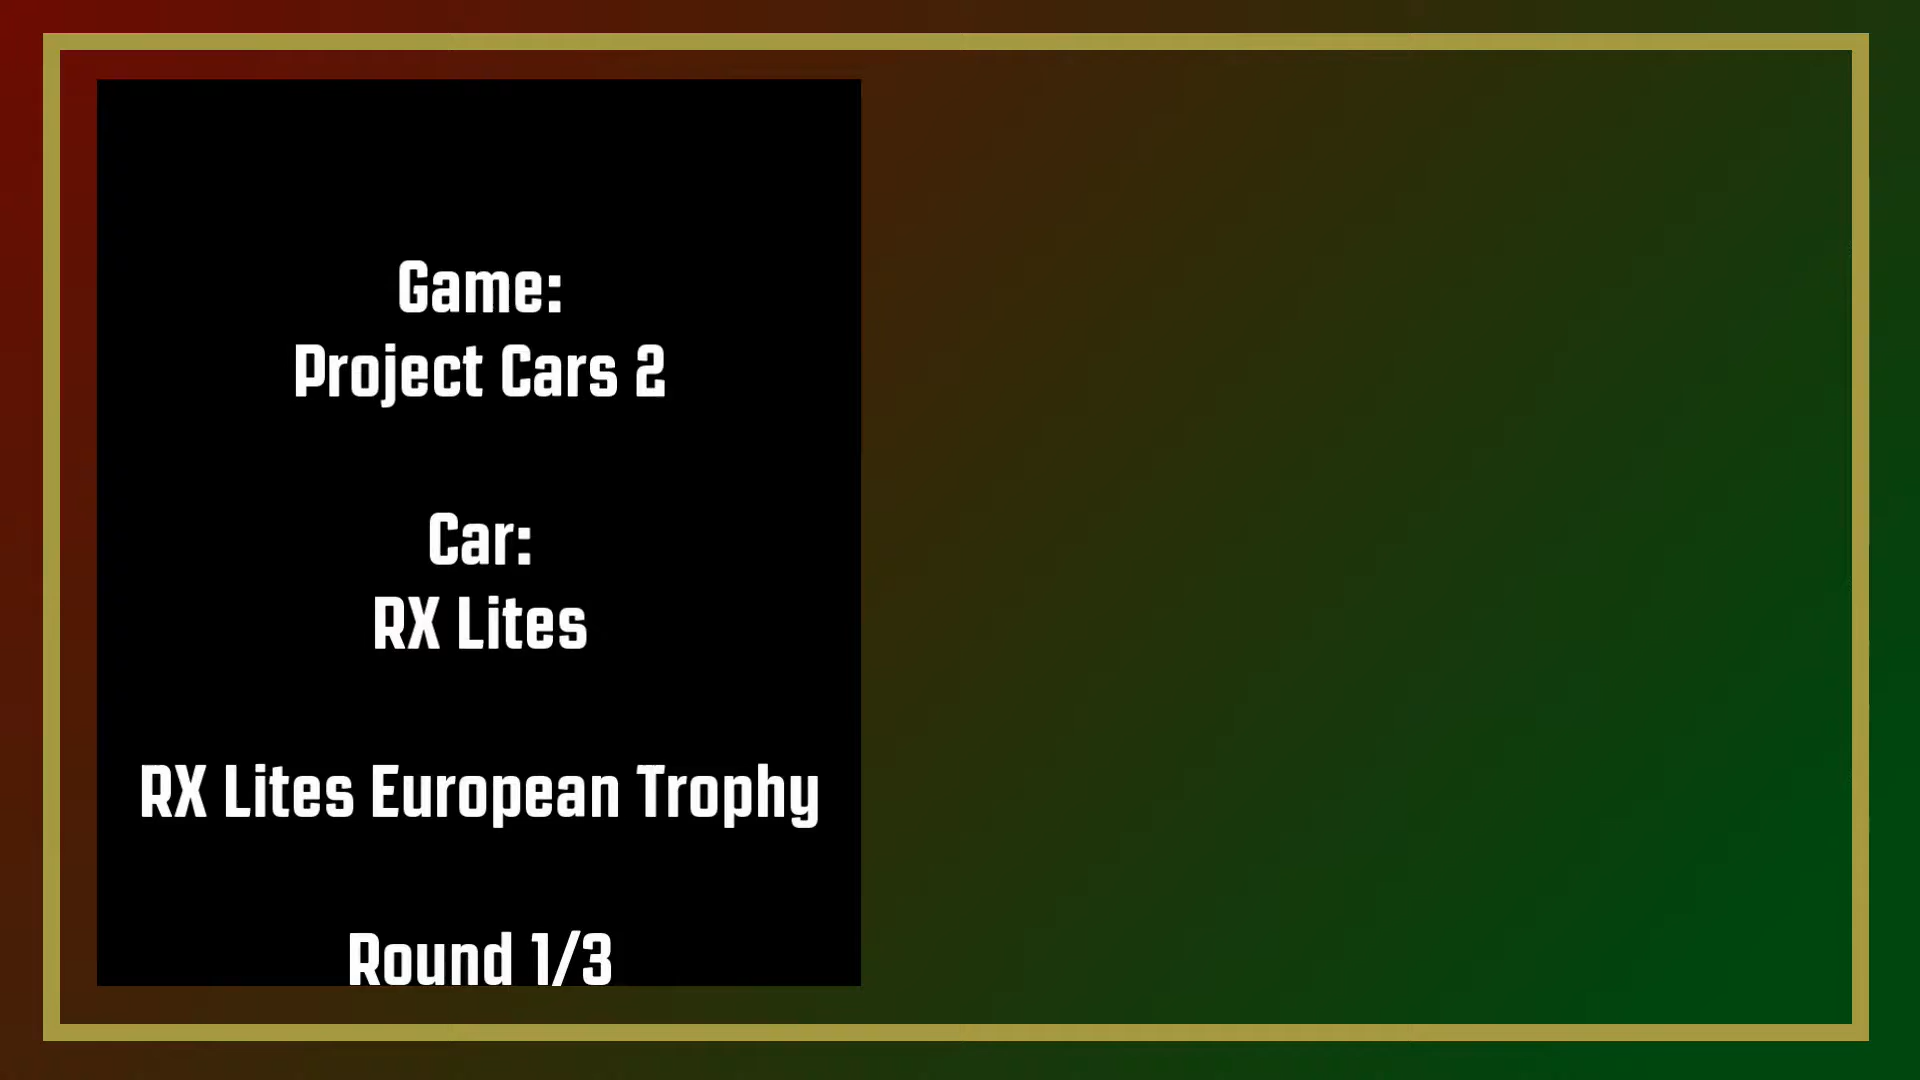 Game:
Project Cars 2
Car:
RX Lites
RX Lites European Trophy
Round 1/3